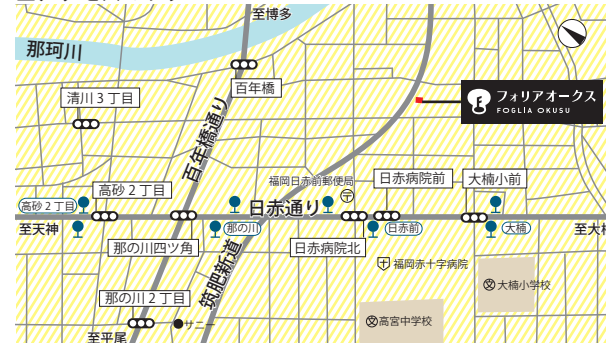 至博多
那珂川
百年橋
清川3丁目
フォリアオークス
FOGLIA OKUSU
百年橋通り
福岡日赤前郵便局
日赤病院前
大楠小前
高砂2丁目
高砂2丁目
日赤通り
至天神
那の川
日赤前
大楠
至大橋
那の川四ツ角
日赤病院北
筑肥新道
福岡赤十字病院
大楠小学校
那の川2丁目
サニー
高宮中学校
至平尾